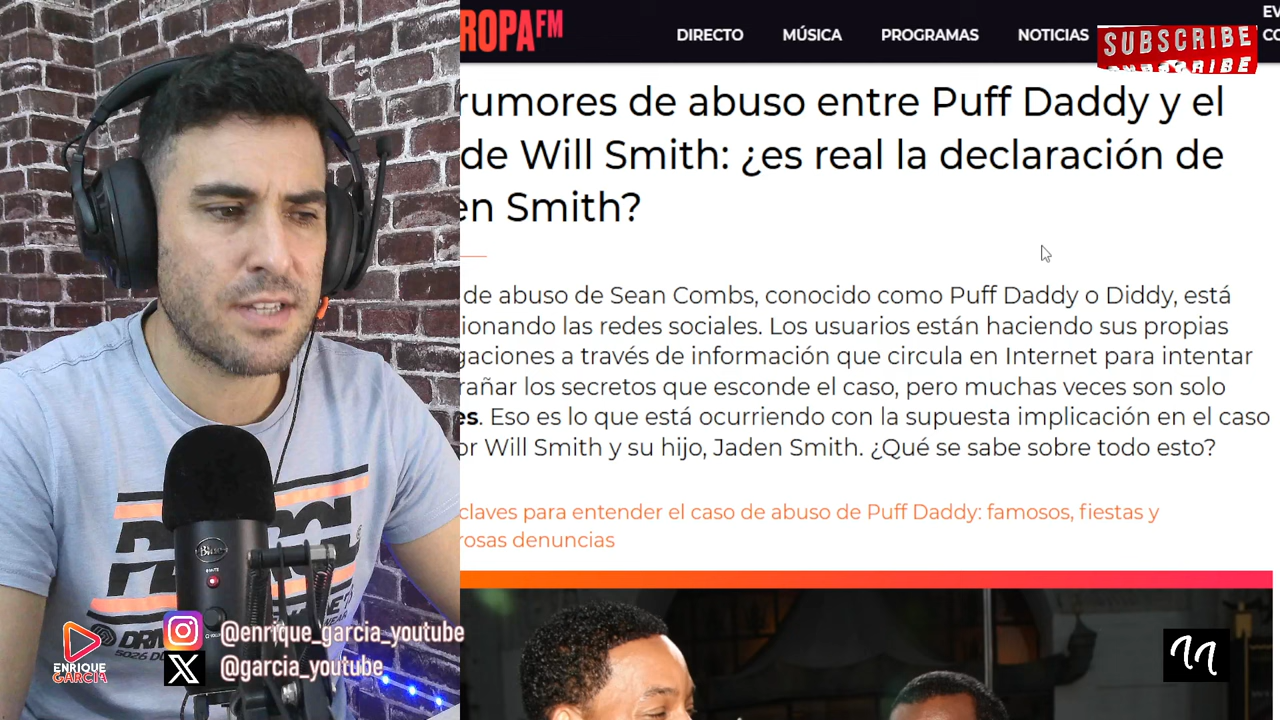 ROPA FM
DIRECTO MÚSICA PROGRAMAS NOTICIAS EV
CO
SUBSCRIBE
SUBSCRIBE
rumores de abuso entre Puff Daddy y el
de Will Smith: ¿es real la declaración de
en Smith?
de abuso de Sean Combs, conocido como Puff Daddy o Diddy, está
ionando las redes sociales. Los usuarios están haciendo sus propias
gaciones a través de información que circula en Internet para intentar
rañar los secretos que esconde el caso, pero muchas veces son solo
es. Eso es lo que está ocurriendo con la supuesta implicación en el caso
or Will Smith y su hijo, Jaden Smith. ¿Qué se sabe sobre todo esto?
claves para entender el caso de abuso de Puff Daddy: famosos, fiestas y
rosas denuncias
Blue
@enrique_garcia_youtube
@garcia_youtube
ENRIQUE
GARCIA